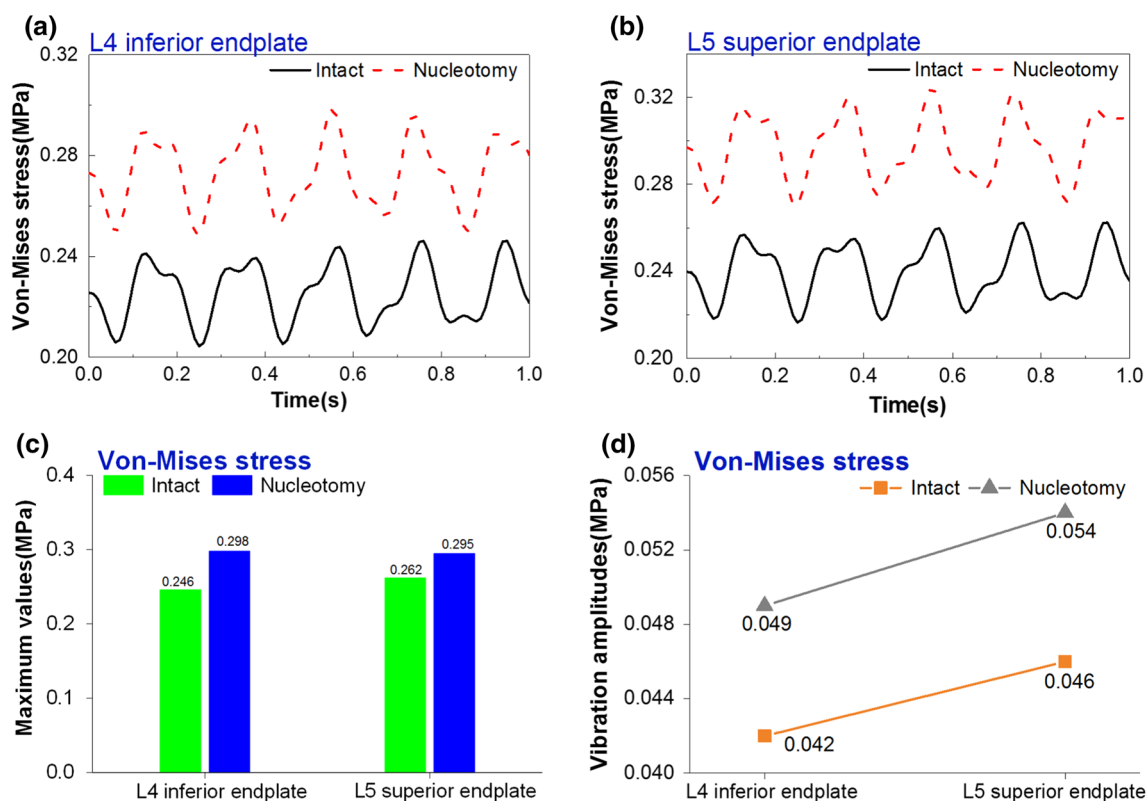 (a)
L4 inferior endplate
Intact Nucleotomy
Von-Mises stress(MPa)
0.32
0.28
0.24
0.20
0.0 0.2 0.4 0.6 0.8 1.0
Time(s)
(b)
L5 superior endplate
Intact Nucleotomy
Von-Mises stress(MPa)
0.32
0.28
0.24
0.20
0.0 0.2 0.4 0.6 0.8 1.0
Time(s)
(c)
Von-Mises stress
Intact Nucleotomy
Maximum values(MPa)
0.4
0.3
0.2
0.1
0.0
0.246
0.298
0.262
0.295
L4 inferior endplate L5 superior endplate
(d)
Von-Mises stress
Intact Nucleotomy
Vibration amplitudes(MPa)
0.056
0.052
0.048
0.044
0.040
0.054
0.049
0.046
0.042
L4 inferior endplate L5 superior endplate